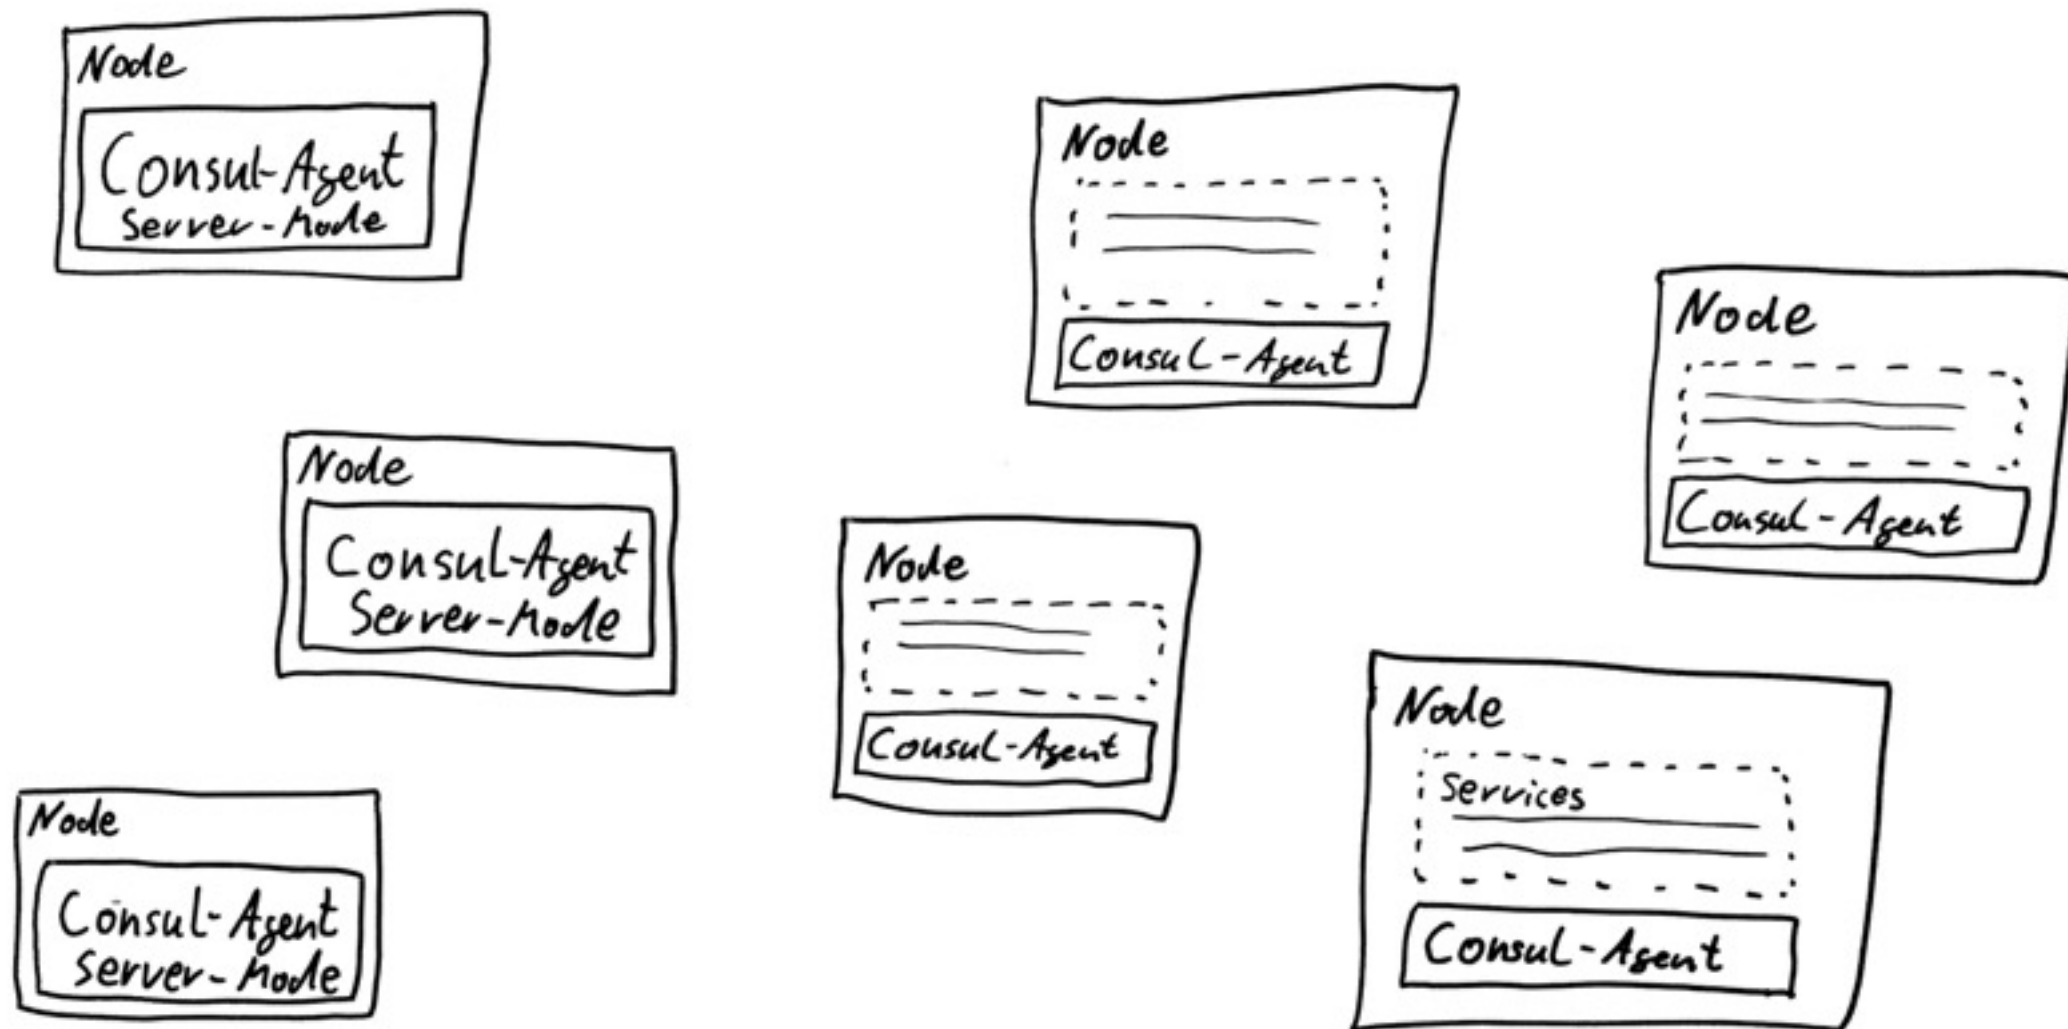 Node
Consul-Agent
Server-Mode
Node
Consul-Agent
Server-Mode
Node
Consul-Agent
Server-Mode
Node
Consul-Agent
Node
Consul-Agent
Node
Consul-Agent
Node
Services
Consul-Agent